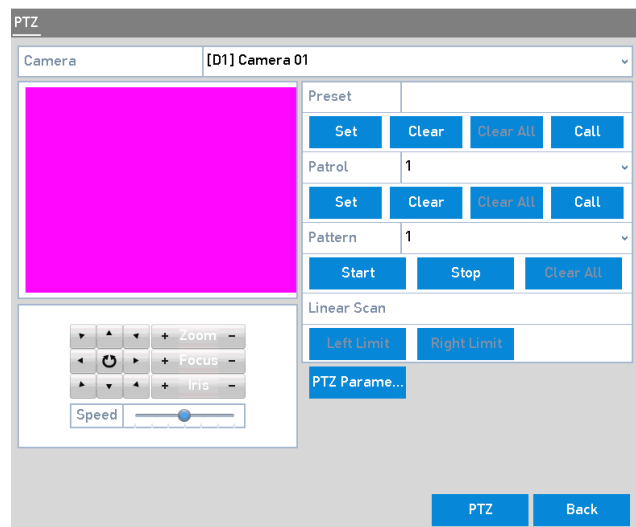 PTZ
Camera [D1] Camera 01
Preset
Set Clear Clear All Call
Patrol 1
Set Clear Clear All Call
Pattern 1
Start Stop Clear All
Linear Scan
Left Limit Right Limit
PTZ Parame...
+ Zoom -
+ Focus -
+ Iris -
Speed
PTZ Back